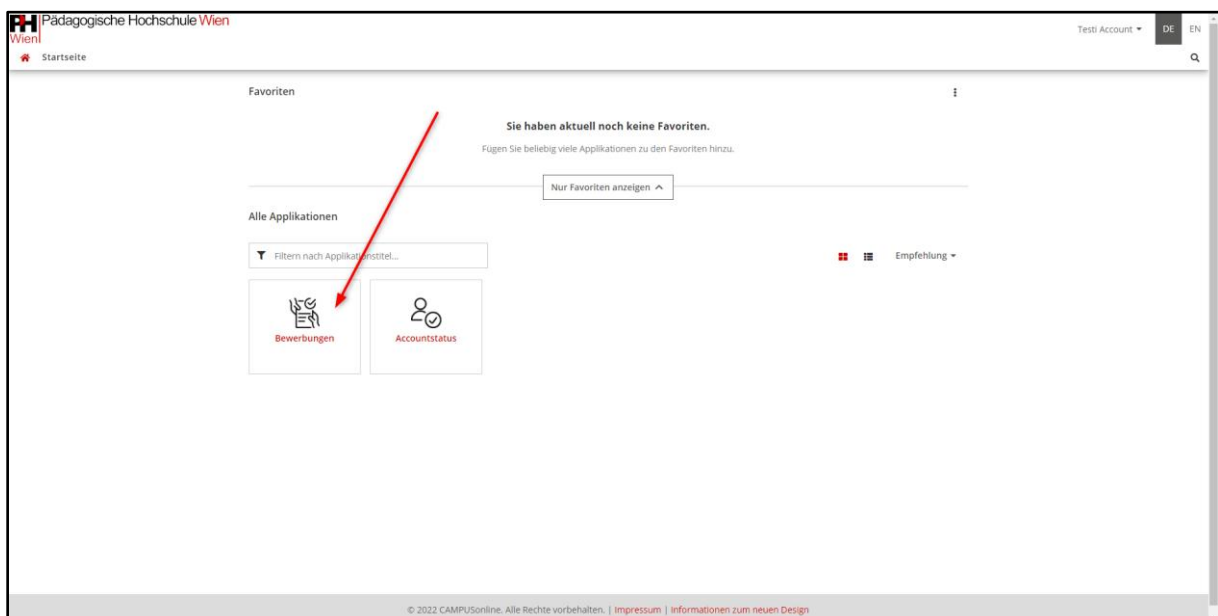 PH Pädagogische Hochschule Wien
Wien
Testi Account
DE
EN
Startseite
Favoriten
Sie haben aktuell noch keine Favoriten.
Fügen Sie beliebig viele Applikationen zu den Favoriten hinzu.
Nur Favoriten anzeigen
Alle Applikationen
Filtern nach Applikationstitel...
Empfehlung
Bewerbungen
Accountstatus
© 2022 CAMPUSonline. Alle Rechte vorbehalten. | Impressum | Informationen zum neuen Design